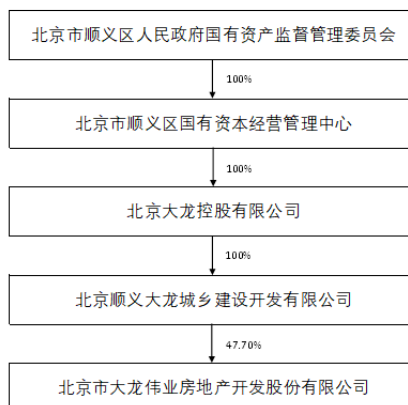 北京市顺义区人民政府国有资产监督管理委员会
100%
北京市顺义区国有资本经营管理中心
100%
北京大龙控股有限公司
100%
北京顺义大龙城乡建设开发有限公司
47.70%
北京市大龙伟业房地产开发股份有限公司